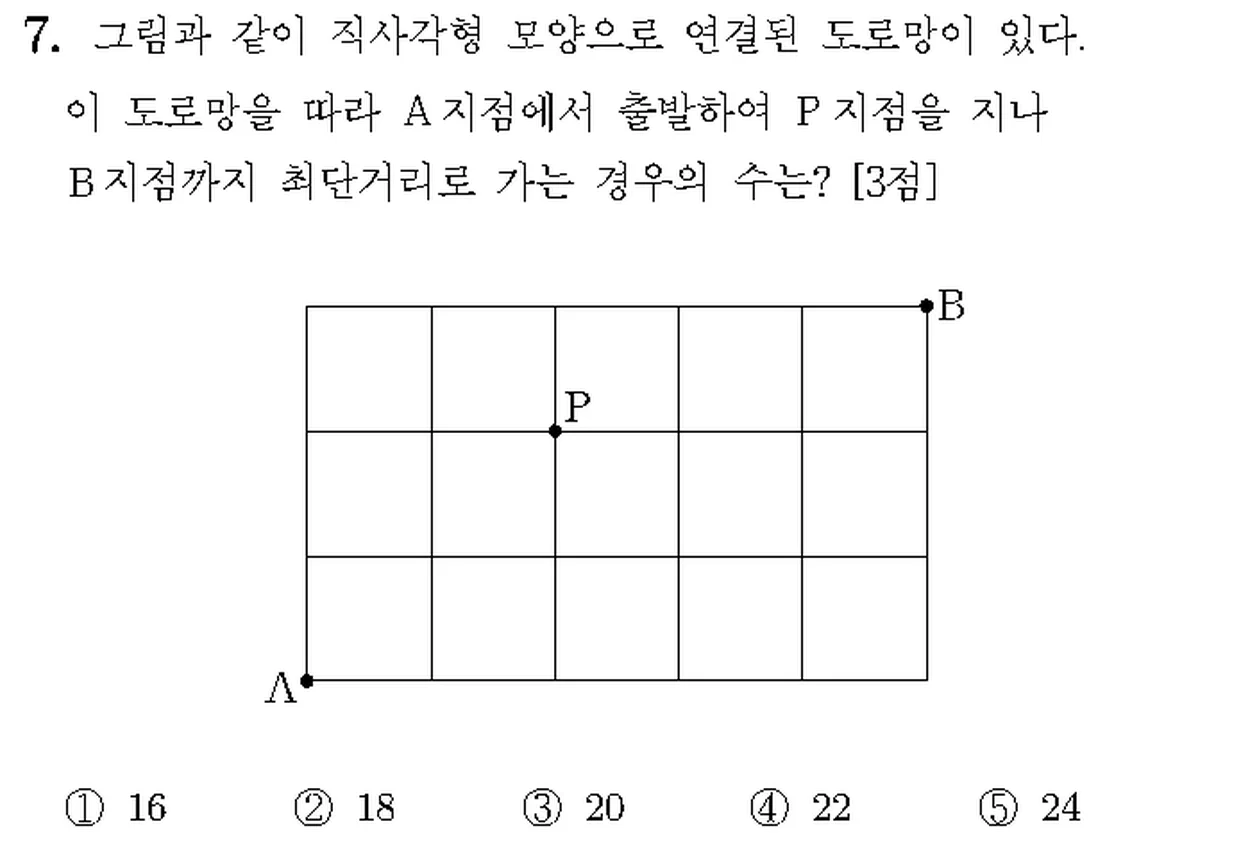 7. 그림과 같이 직사각형 모양으로 연결된 도로망이 있다.
이 도로망을 따라 A 지점에서 출발하여 P 지점을 지나
B 지점까지 최단거리로 가는 경우의 수는? [3점]
B
P
A
① 16 ② 18 ③ 20 ④ 22 ⑤ 24